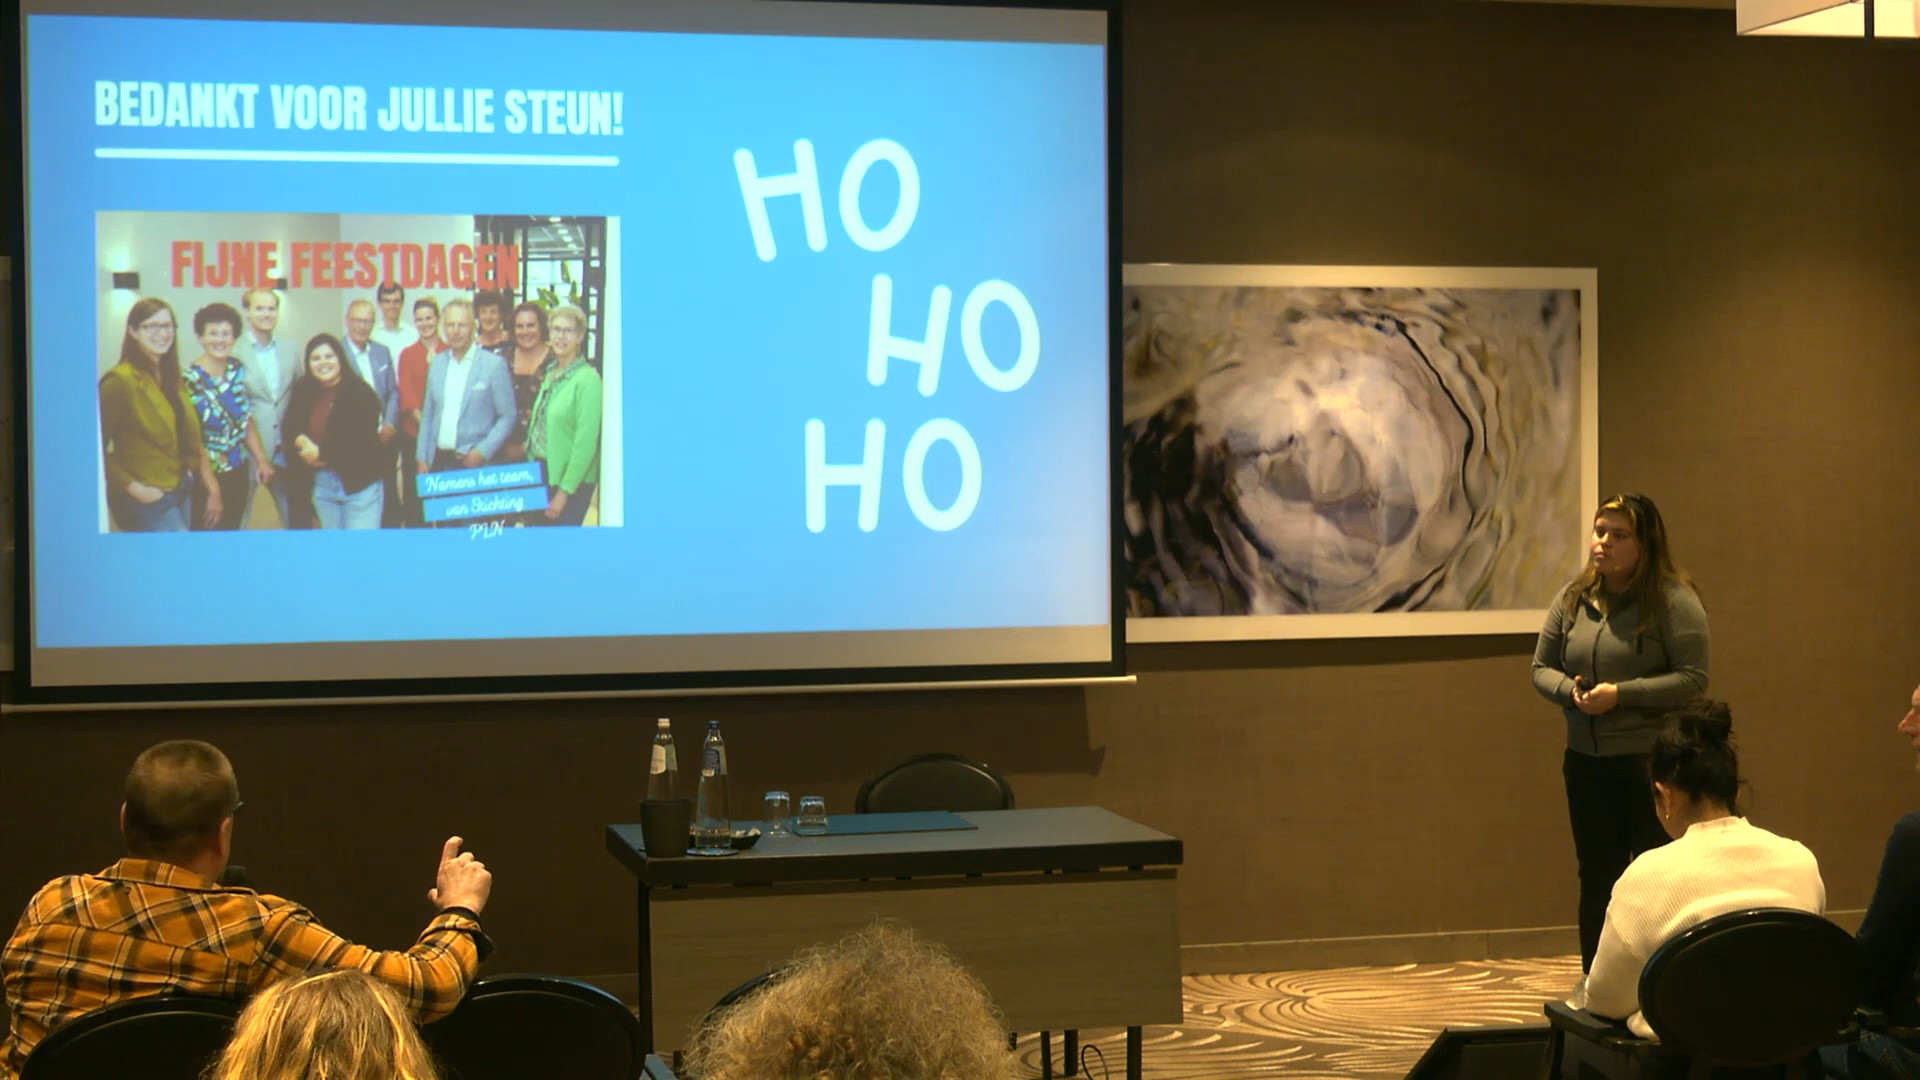 BEDANKT VOOR JULLIE STEUN!
FIJNE FEESTDAGEN
Namens het team,
van Stichting
PLN
HO
HO
HO